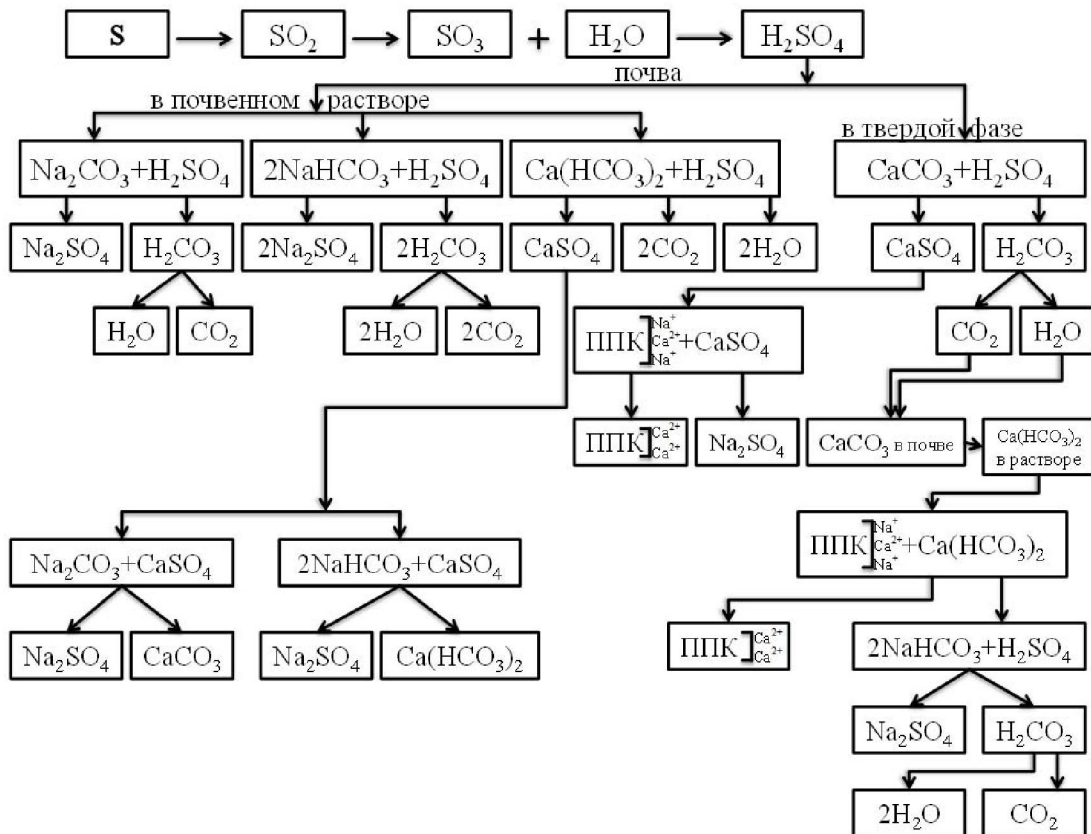 S SO₂ SO₃ + H₂O H₂SO₄
почва
в почвенном растворе
в твердой фазе
Na₂CO₃+H₂SO₄ 2NaHCO₃+H₂SO₄ Ca(HCO₃)₂+H₂SO₄ CaCO₃+H₂SO₄
Na₂SO₄ H₂CO₃ 2Na₂SO₄ 2H₂CO₃ CaSO₄ 2CO₂ 2H₂O CaSO₄ H₂CO₃
H₂O CO₂ 2H₂O 2CO₂ ППК]Na⁺ Ca²⁺ Na⁺+CaSO₄ CO₂ H₂O
ППК]Ca²⁺ Ca²⁺ Na₂SO₄ CaCO₃ в почве Ca(HCO₃)₂
в растворе
Na₂CO₃+CaSO₄ 2NaHCO₃+CaSO₄ ППК]Na⁺ Ca²⁺ Na⁺+Ca(HCO₃)₂
Na₂SO₄ CaCO₃ Na₂SO₄ Ca(HCO₃)₂ ППК]Ca²⁺ Ca²⁺ 2NaHCO₃+H₂SO₄
Na₂SO₄ H₂CO₃
2H₂O CO₂